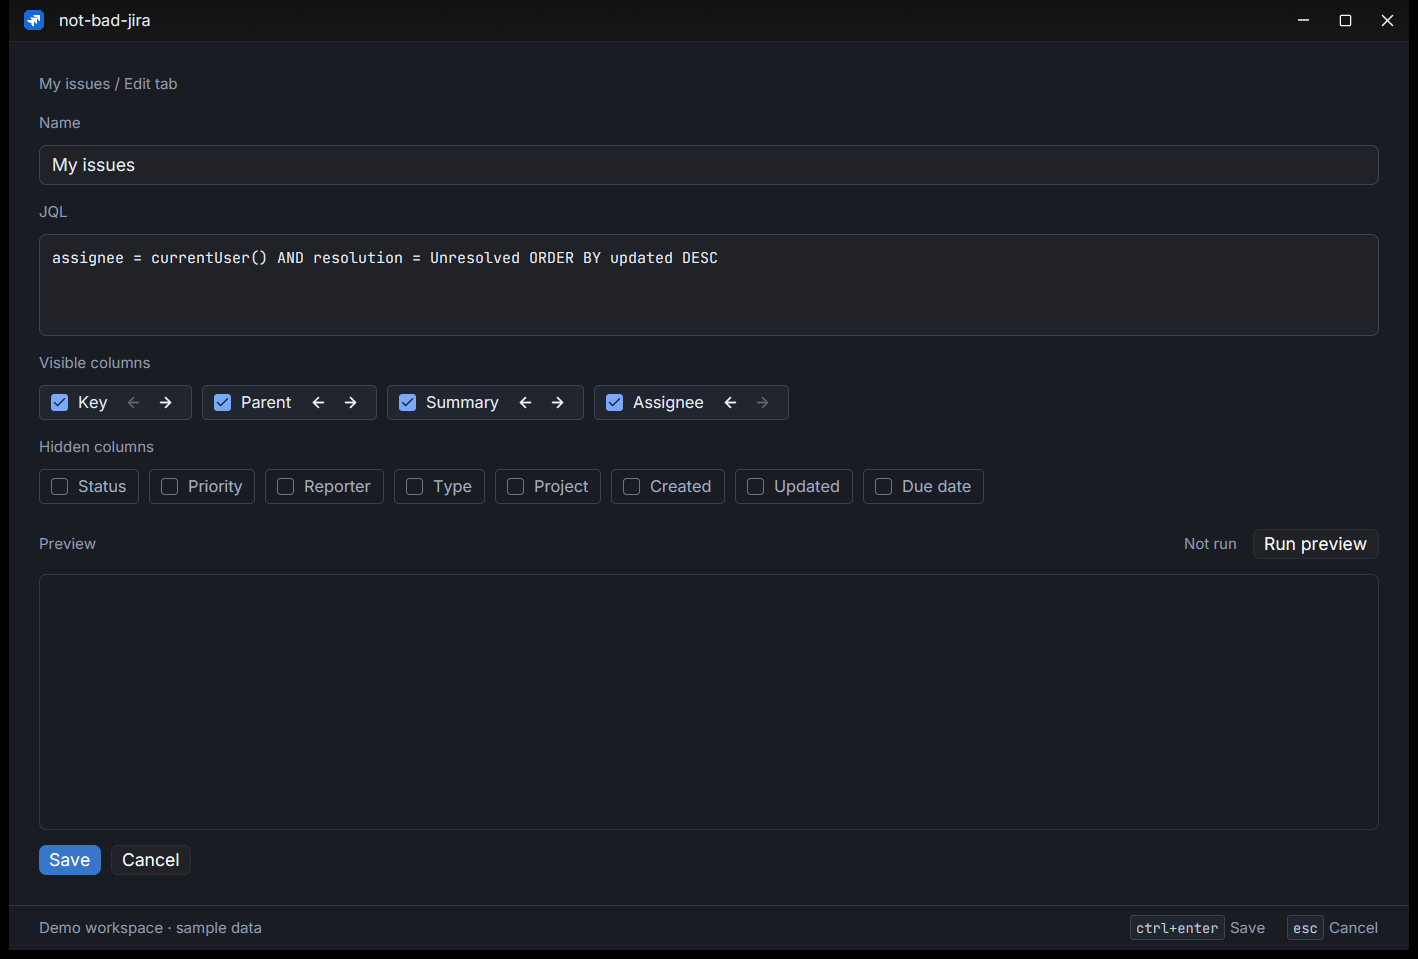 not-bad-jira
My issues / Edit tab
Name
My issues
JQL
assignee = currentUser() AND resolution = Unresolved ORDER BY updated DESC
Visible columns
Key ← → Parent ← → Summary ← → Assignee ← →
Hidden columns
Status Priority Reporter Type Project Created Updated Due date
Preview Not run Run preview
Save Cancel
Demo workspace · sample data ctrl+enter Save esc Cancel